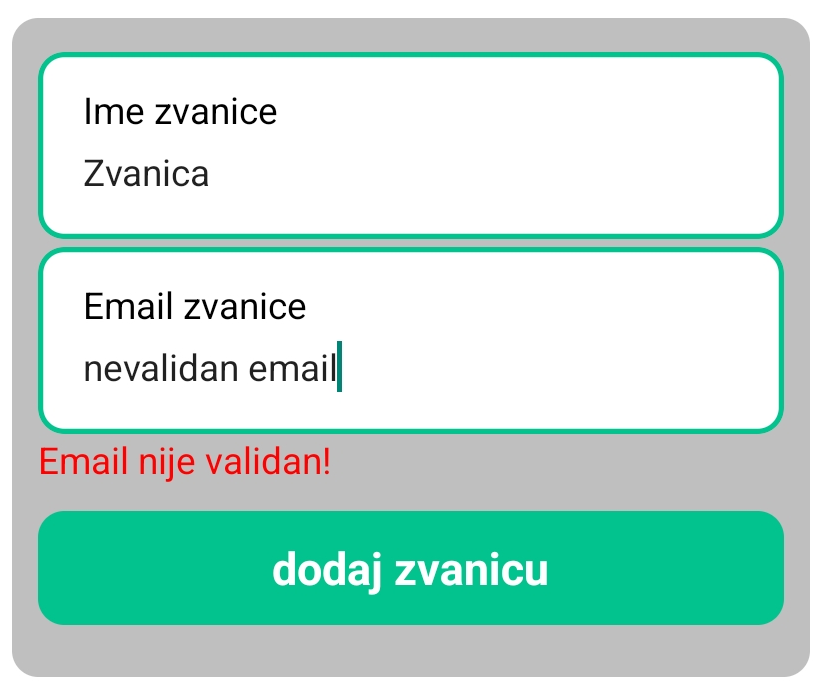 Ime zvanice
Zvanica
Email zvanice
nevalidan email
Email nije validan!
dodaj zvanicu